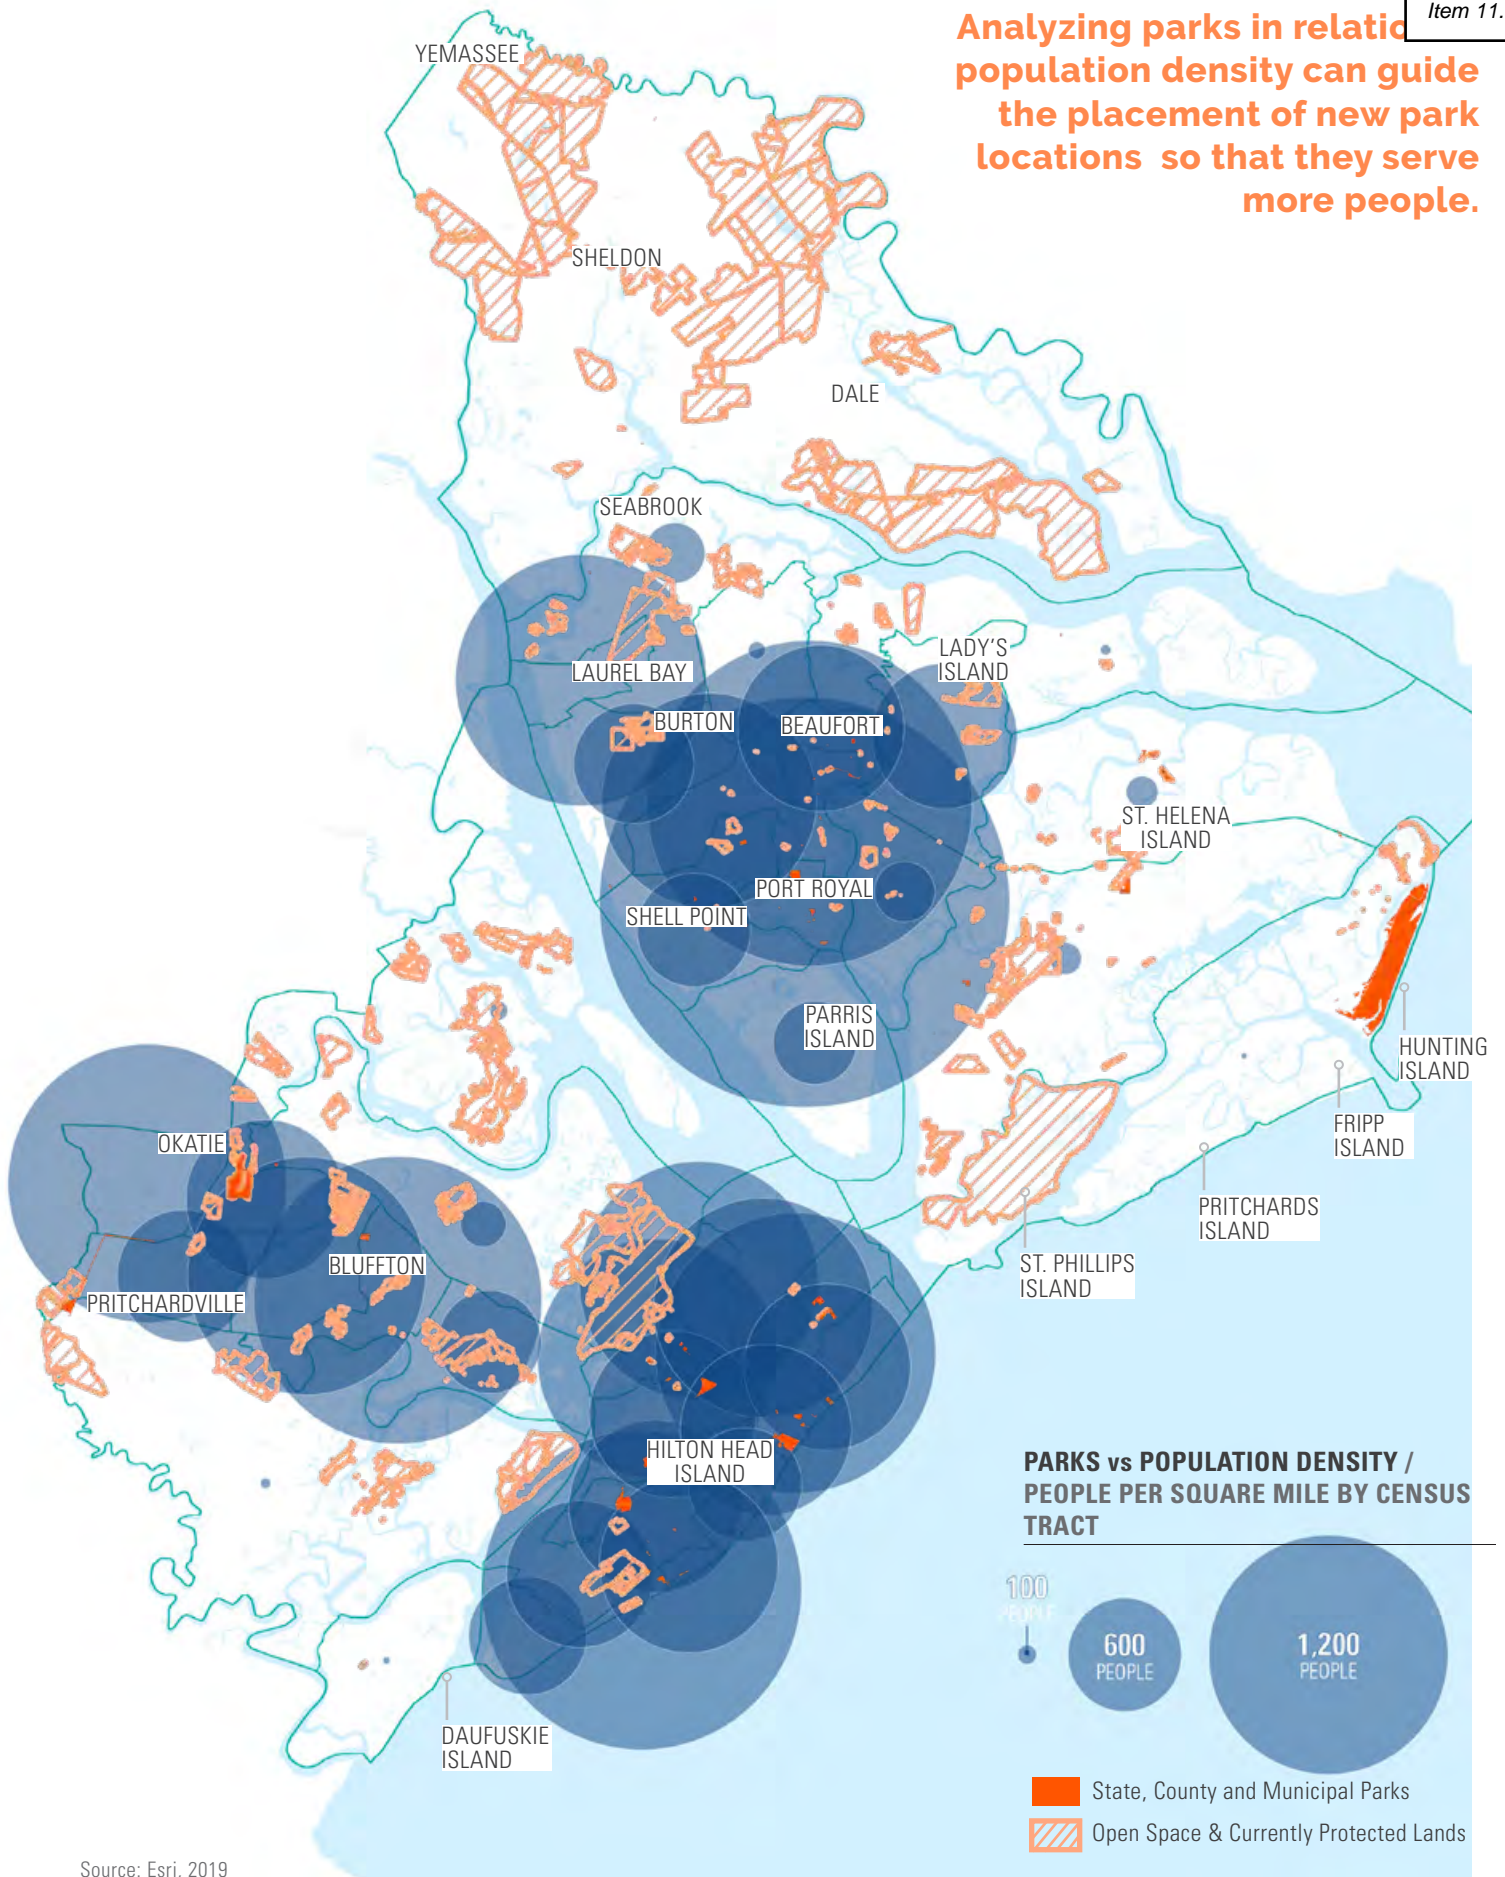 Item 11.
Analyzing parks in relatio
population density can guide
the placement of new park
locations so that they serve
more people.
YEMASSEE
SHELDON
DALE
SEABROOK
LADY'S
ISLAND
LAUREL BAY
BURTON
BEAUFORT
ST. HELENA
ISLAND
PORT ROYAL
SHELL POINT
PARRIS
ISLAND
HUNTING
ISLAND
FRIPP
ISLAND
OKATIE
PRITCHARDS
ISLAND
BLUFFTON
ST. PHILLIPS
ISLAND
PRITCHARDVILLE
HILTON HEAD
ISLAND
DAUFUSKIE
ISLAND
PARKS vs POPULATION DENSITY /
PEOPLE PER SQUARE MILE BY CENSUS
TRACT
100
PEOPLE
600
PEOPLE
1,200
PEOPLE
State, County and Municipal Parks
Open Space & Currently Protected Lands
Source: Esri. 2019